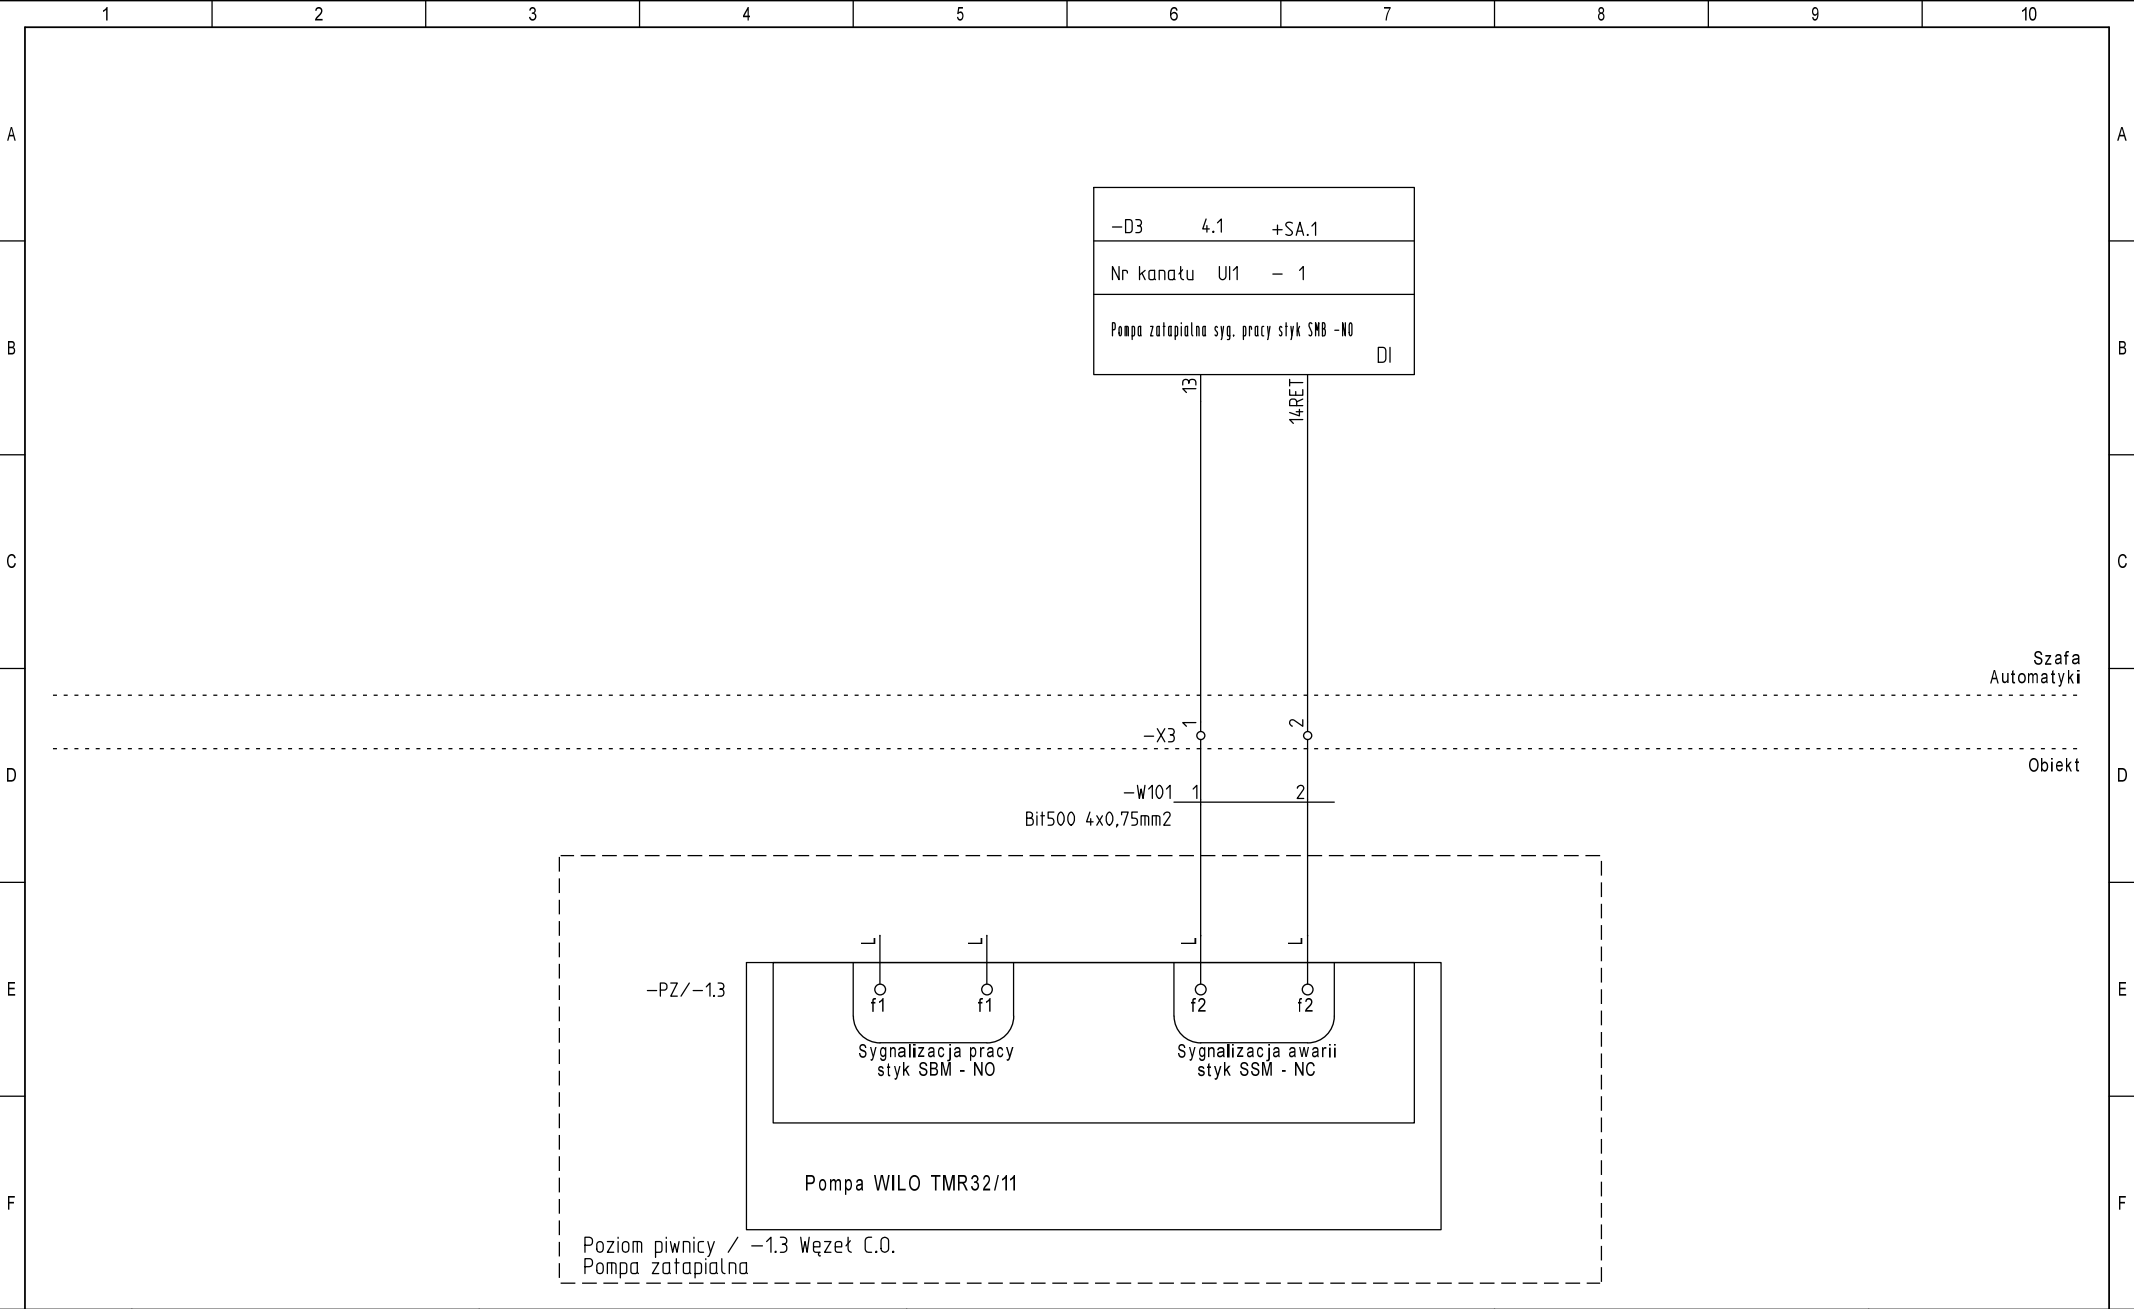 1 2 3 4 5 6 7 8 9 10
A A
-D3 4.1 +SA.1
Nr kanału UI1 - 1
Pompa zatapialna syg. pracy styk SMB -NO
DI
B B
13 14RET
C C
Szafa
Automatyki
-X3 1 2
Obiekt
D D
-W101 1 2
Bit500 4x0,75mm2
L L L L
E -PZ/-1.3 E
f1 f1 f2 f2
Sygnalizacja pracy
styk SBM - NO
Sygnalizacja awarii
styk SSM - NC
Pompa WILO TMR32/11
F F
Poziom piwnicy / -1.3 Węzeł C.O.
Pompa zatapialna